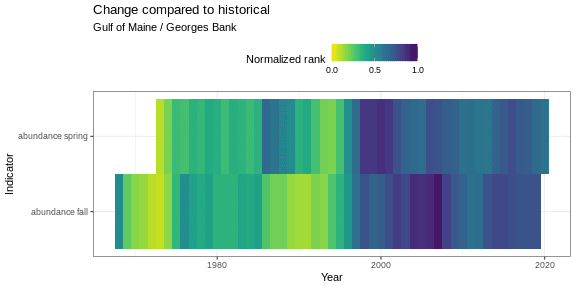 Change compared to historical
Gulf of Maine / Georges Bank
Normalized rank
0.0 0.5 1.0
Indicator
abundance spring
abundance fall
1980 2000 2020
Year